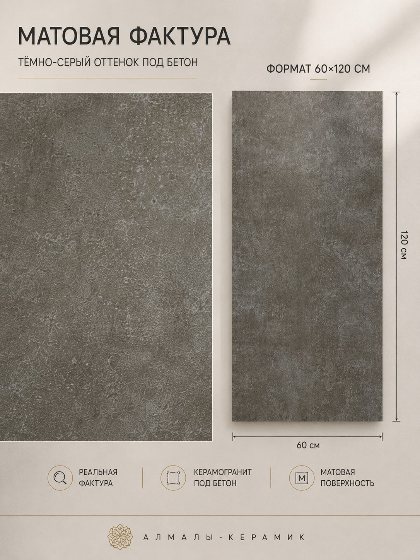 МАТОВАЯ ФАКТУРА
ТЁМНО-СЕРЫЙ ОТТЕНОК ПОД БЕТОН
ФОРМАТ 60×120 СМ
120 см
60 см
РЕАЛЬНАЯ
ФАКТУРА
КЕРАМОГРАНИТ
ПОД БЕТОН
М
МАТОВАЯ
ПОВЕРХНОСТЬ
АЛМАЛЫ-КЕРАМИК